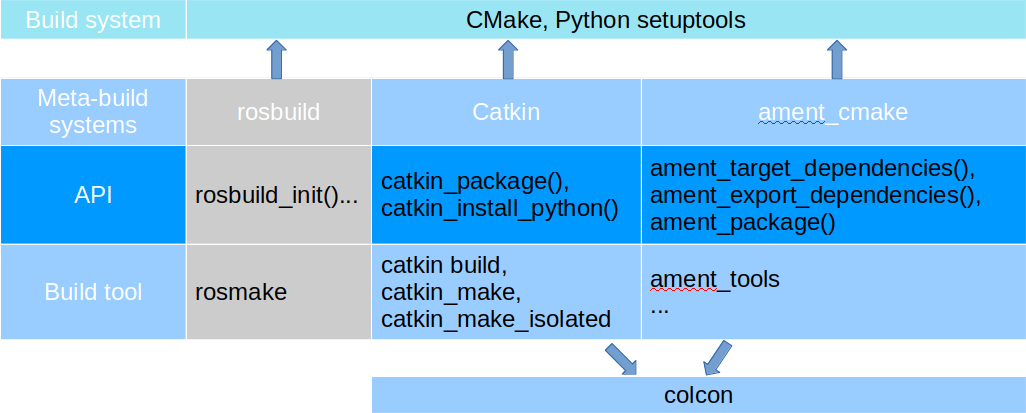 Build system
CMake, Python setuptools
Meta-build
systems
rosbuild
Catkin
ament_cmake
API
rosbuild_init()...
catkin_package(),
catkin_install_python()
ament_target_dependencies(),
ament_export_dependencies(),
ament_package()
Build tool
rosmake
catkin build,
catkin_make,
catkin_make_isolated
ament_tools
...
colcon